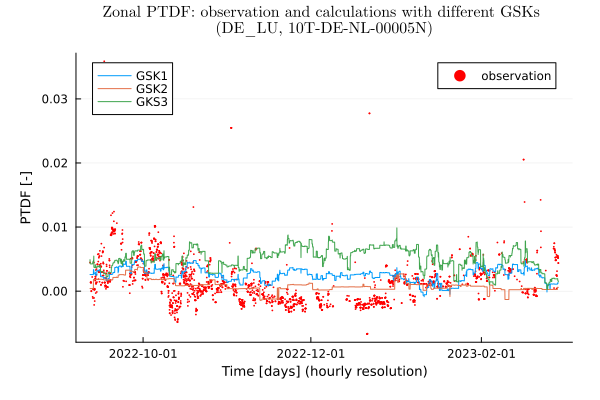 Zonal PTDF: observation and calculations with different GSKs
(DE_LU, 10T-DE-NL-00005N)
GSK1
GSK2
GKS3
observation
PTDF [-]
0.03
0.02
0.01
0.00
2022-10-01
2022-12-01
2023-02-01
Time [days] (hourly resolution)